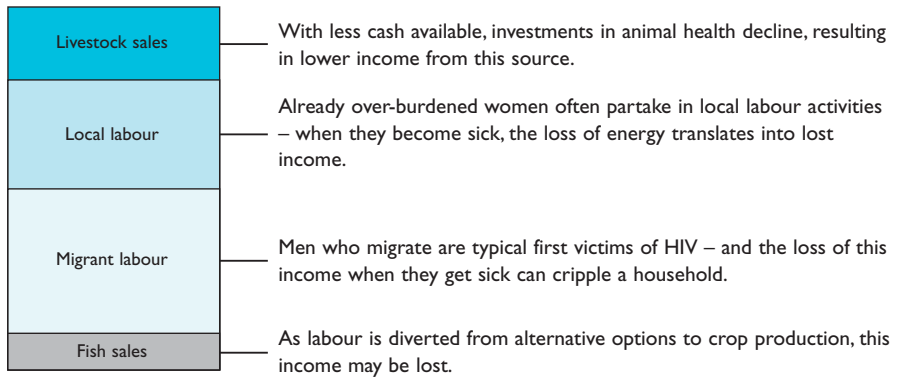 Livestock sales
With less cash available, investments in animal health decline, resulting
in lower income from this source.
Local labour
Already over-burdened women often partake in local labour activities
– when they become sick, the loss of energy translates into lost
income.
Migrant labour
Men who migrate are typical first victims of HIV – and the loss of this
income when they get sick can cripple a household.
Fish sales
As labour is diverted from alternative options to crop production, this
income may be lost.